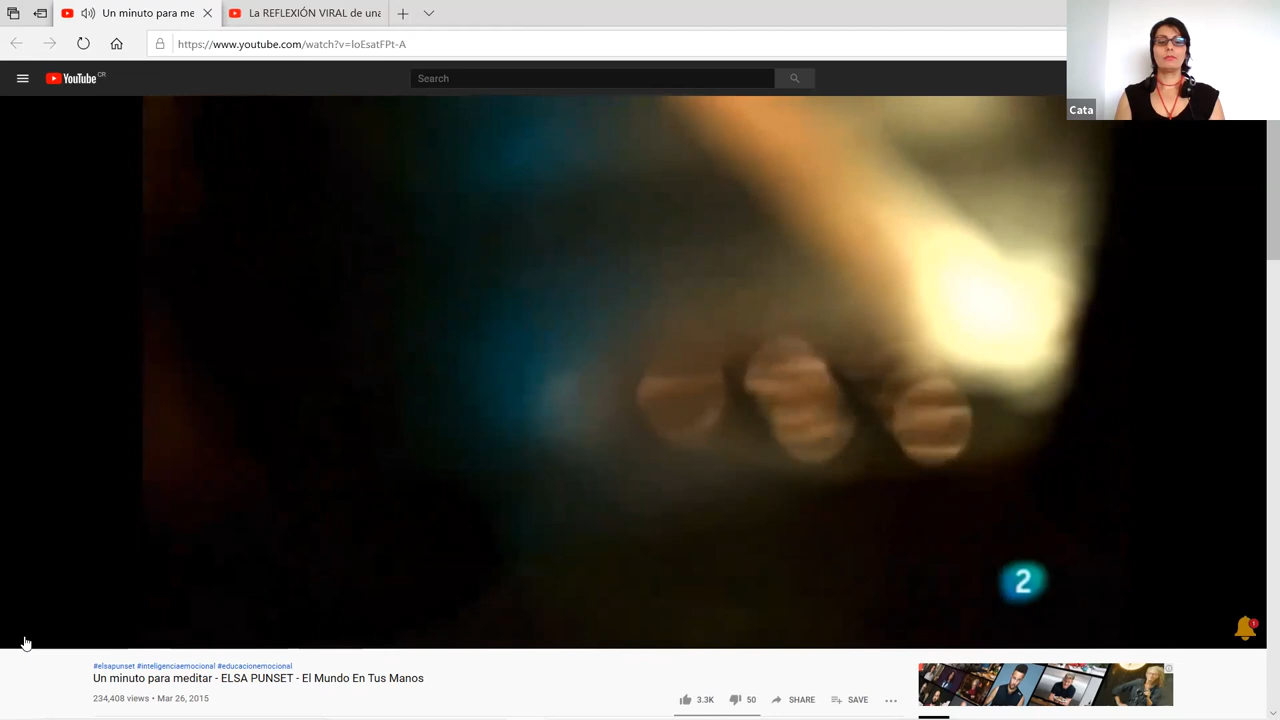 Un minuto para me
La REFLEXIÓN VIRAL de una
https://www.youtube.com/watch?v=loEsatFPt-A
YouTube CR
Search
Cata
2
1
#elsapunset #inteligenciaemocional #educacionemocional
Un minuto para meditar - ELSA PUNSET - El Mundo En Tus Manos
234,408 views • Mar 26, 2015
3.3K
50
SHARE
SAVE